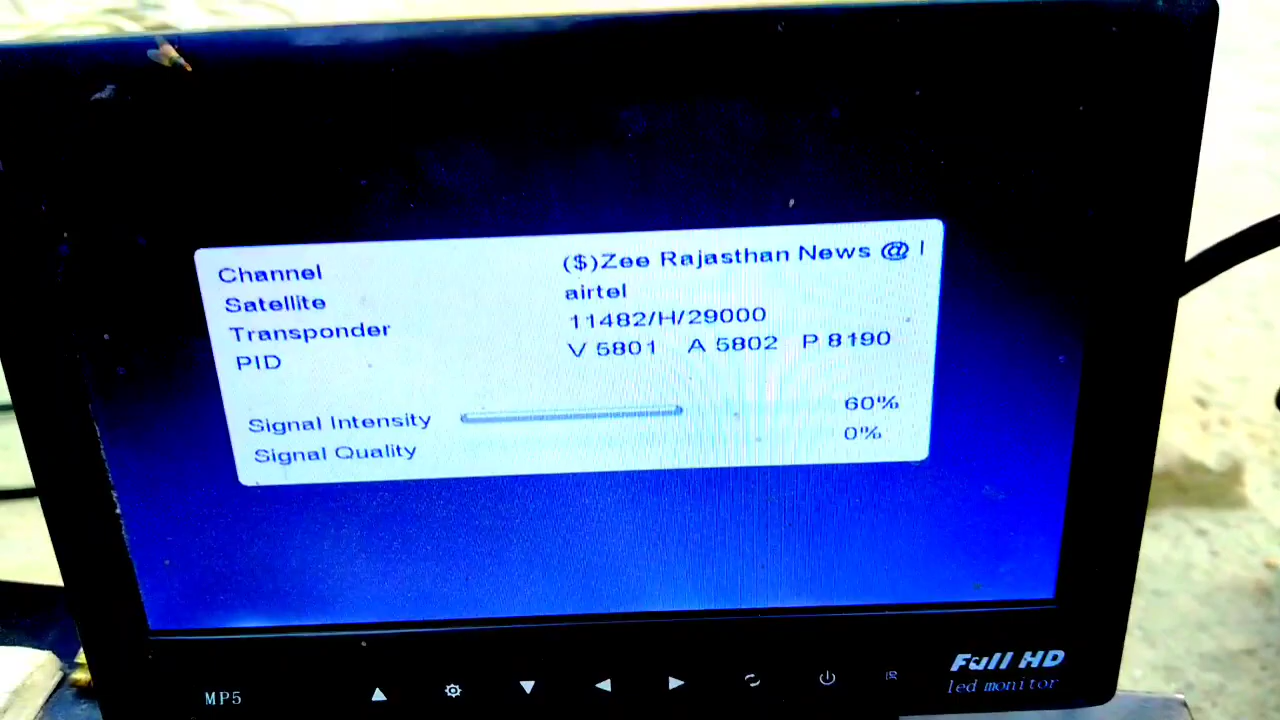 Channel ($)Zee Rajasthan News @
Satellite airtel
Transponder 11482/H/29000
PID V 5801 A 5802 P 8190
Signal Intensity 60%
Signal Quality 0%
Full HD
led monitor
MP5